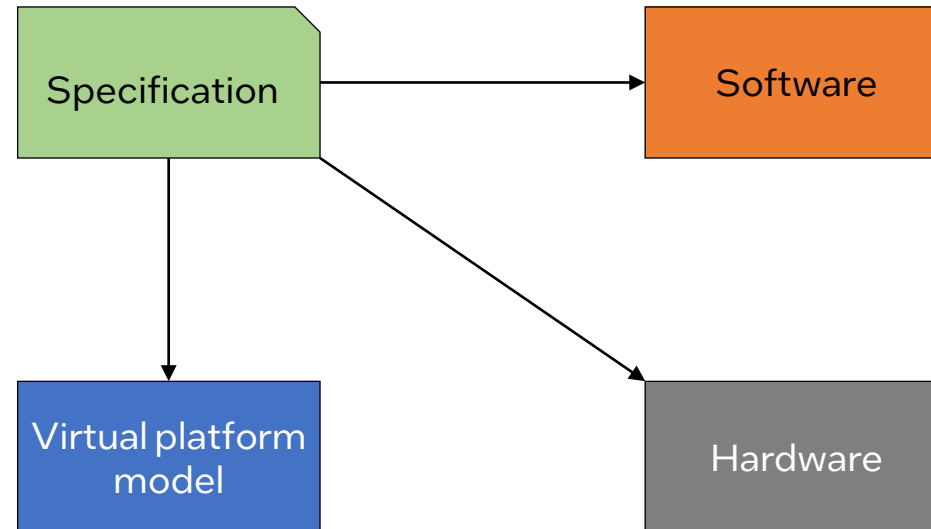 Specification
Software
Virtual platform
model
Hardware